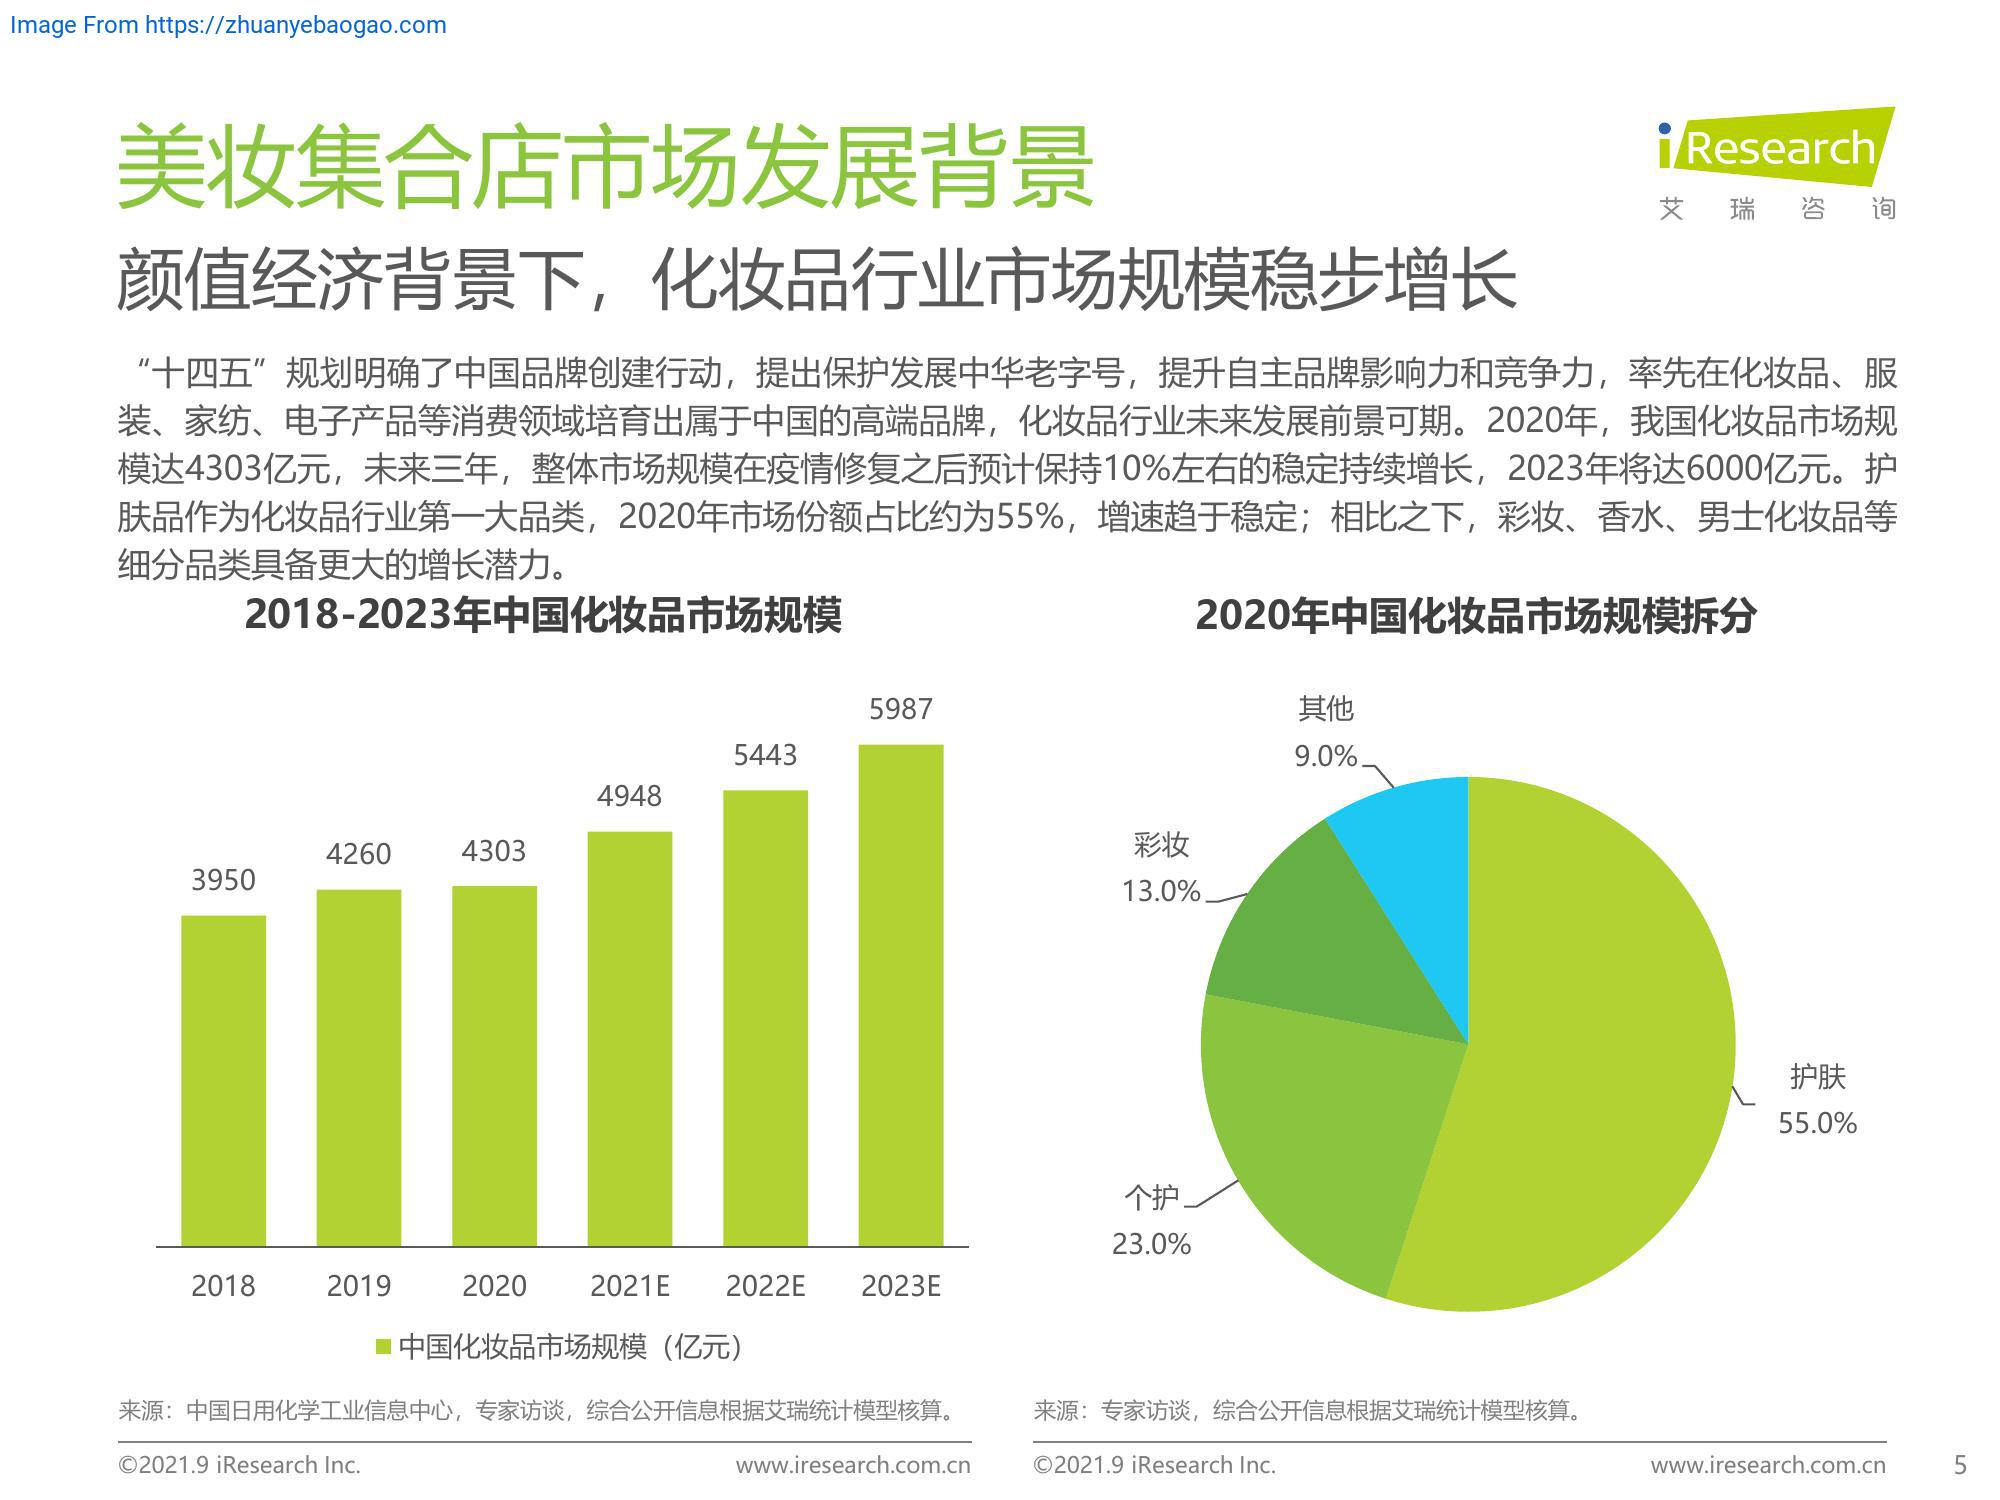 Image From https://zhuanyebaogao.com
美妆集合店市场发展背景
iResearch
艾瑞咨询
颜值经济背景下，化妆品行业市场规模稳步增长
“十四五”规划明确了中国品牌创建行动，提出保护发展中华老字号，提升自主品牌影响力和竞争力，率先在化妆品、服
装、家纺、电子产品等消费领域培育出属于中国的高端品牌，化妆品行业未来发展前景可期。2020年，我国化妆品市场规
模达4303亿元，未来三年，整体市场规模在疫情修复之后预计保持10%左右的稳定持续增长，2023年将达6000亿元。护
肤品作为化妆品行业第一大品类，2020年市场份额占比约为55%，增速趋于稳定；相比之下，彩妆、香水、男士化妆品等
细分品类具备更大的增长潜力。
2018-2023年中国化妆品市场规模
3950
4260
4303
4948
5443
5987
2018
2019
2020
2021E
2022E
2023E
中国化妆品市场规模（亿元）
来源：中国日用化学工业信息中心，专家访谈，综合公开信息根据艾瑞统计模型核算。
©2021.9 iResearch Inc.
www.iresearch.com.cn
2020年中国化妆品市场规模拆分
其他
9.0%
彩妆
13.0%
护肤
55.0%
个护
23.0%
来源：专家访谈，综合公开信息根据艾瑞统计模型核算。
©2021.9 iResearch Inc.
www.iresearch.com.cn
5